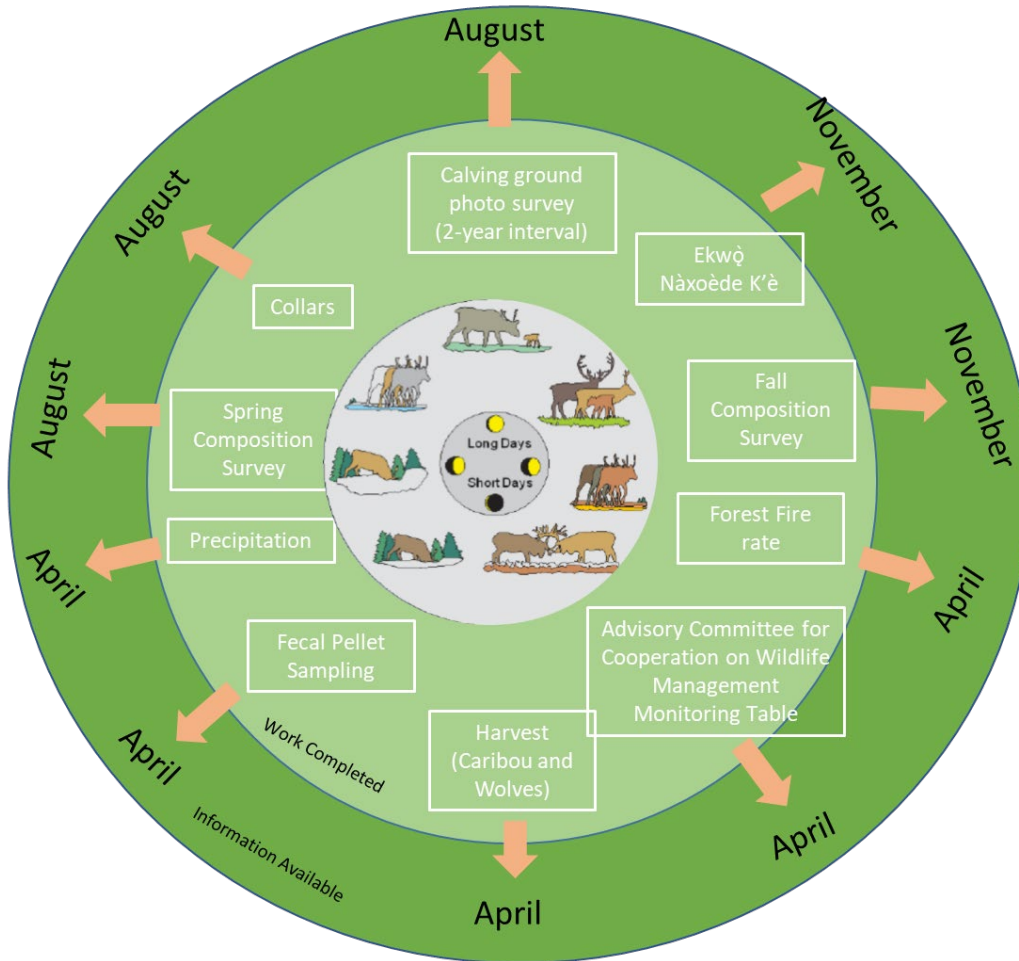 August
November
November
April
April
April
April
April
August
August
Calving ground
photo survey
(2-year interval)
Ekwǫ̀
Nàxoède K’è
Fall
Composition
Survey
Forest Fire
rate
Advisory Committee for
Cooperation on Wildlife
Management
Monitoring Table
Harvest
(Caribou and
Wolves)
Fecal Pellet
Sampling
Precipitation
Spring
Composition
Survey
Collars
Long Days
Short Days
Work Completed
Information Available